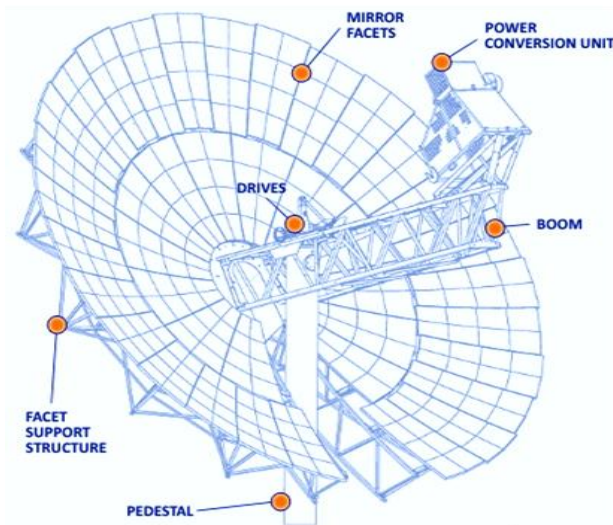 MIRROR
FACETS
POWER
CONVERSION UNIT
DRIVES
BOOM
FACET
SUPPORT
STRUCTURE
PEDESTAL